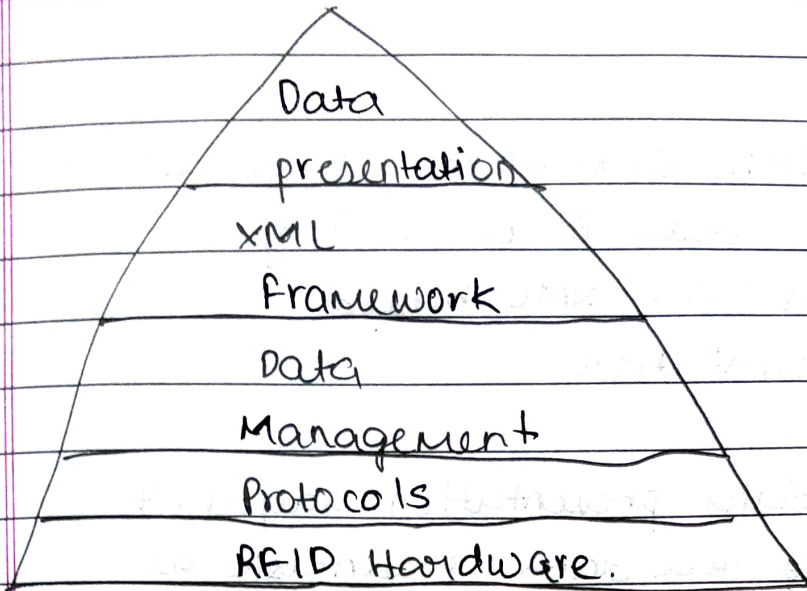 Data
presentation
XML
Framework
Data
Management
Protocols
RFID Hardware.